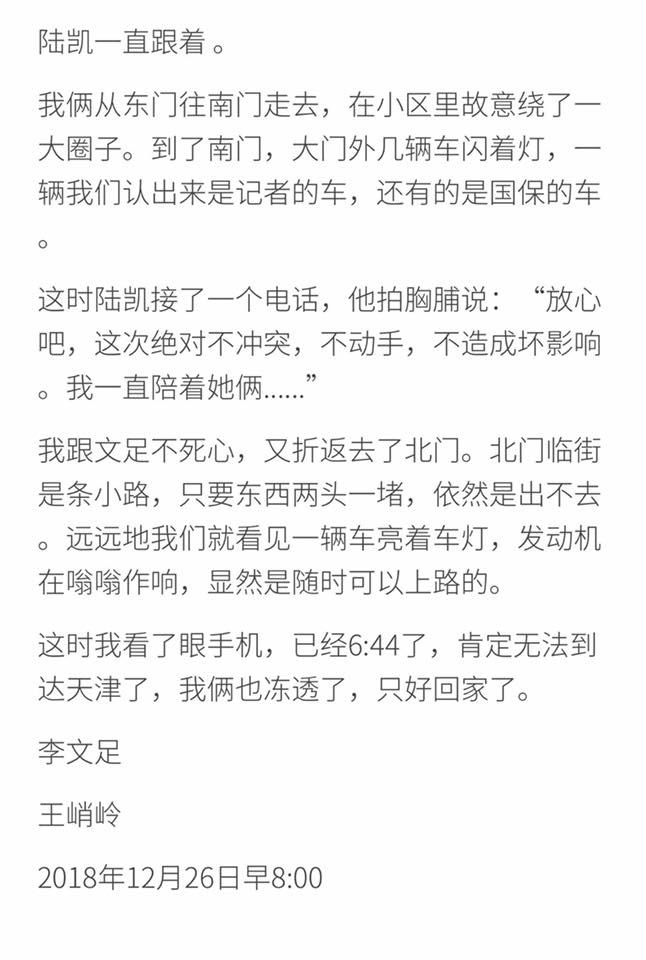 陆凯一直跟着 。
我俩从东门往南门走去，在小区里故意绕了一
大圈子。到了南门，大门外几辆车闪着灯，一
辆我们认出来是记者的车，还有的是国保的车
。
这时陆凯接了一个电话，他拍胸脯说：“放心
吧，这次绝对不冲突，不动手，不造成坏影响
。我一直陪着她俩......”
我跟文足不死心，又折返去了北门。北门临街
是条小路，只要东西两头一堵，依然是出不去
。远远地我们就看见一辆车亮着车灯，发动机
在嗡嗡作响，显然是随时可以上路的。
这时我看了眼手机，已经6:44了，肯定无法到
达天津了，我俩也冻透了，只好回家了。
李文足
王峭岭
2018年12月26日早8:00